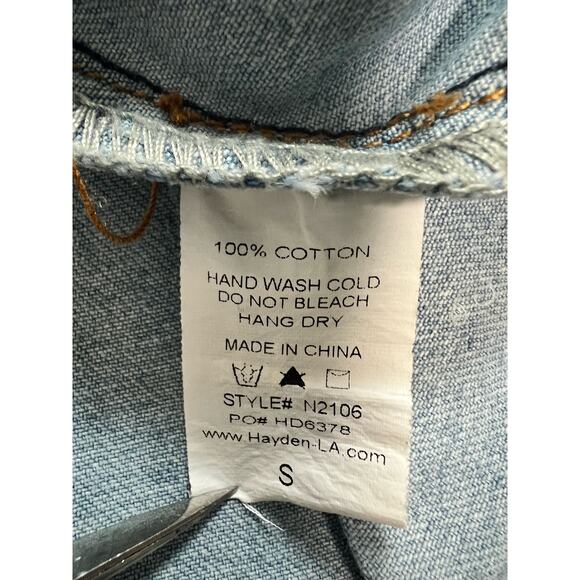 100% COTTON
HAND WASH COLD
DO NOT BLEACH
HANG DRY
MADE IN CHINA
STYLE# N2106
PO# HD6378
www.Hayden-LA.com
S